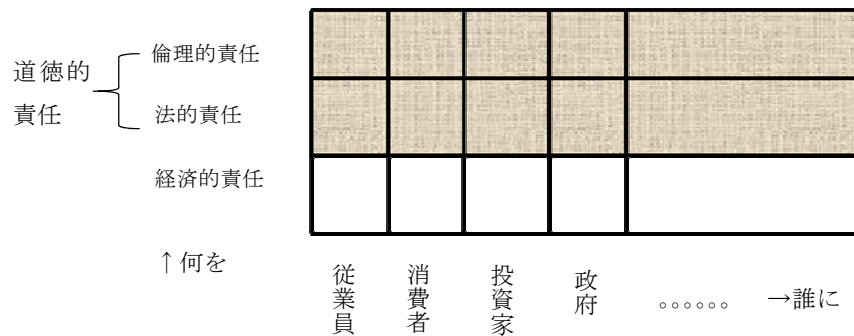 倫理的責任
道徳的
責任
法的責任
経済的責任
↑何を
従業員
消費者
投資家
政府
。。。。。。
→誰に